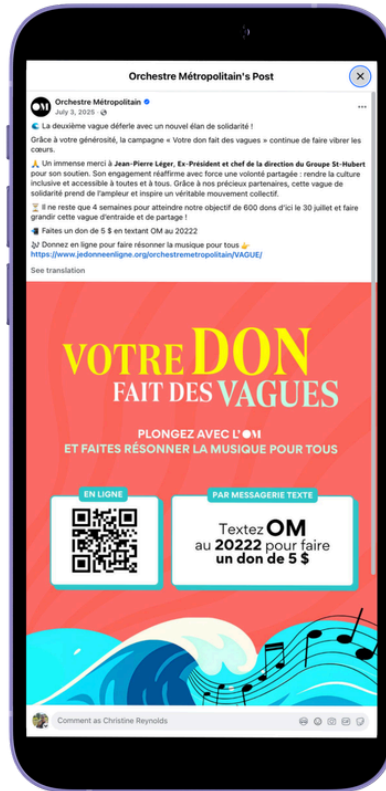 Orchestre Métropolitain's Post
OM
Orchestre Métropolitain
July 3, 2025
🌊 La deuxième vague déferle avec un nouvel élan de solidarité !
Grâce à votre générosité, la campagne « Votre don fait des vagues » continue de faire vibrer les
cœurs.
🙏 Un immense merci à Jean-Pierre Léger, Ex-Président et chef de la direction du Groupe St-Hubert
pour son soutien. Son engagement réaffirme avec force une volonté partagée : rendre la culture
inclusive et accessible à toutes et à tous. Grâce à nos précieux partenaires, cette vague de
solidarité prend de l'ampleur et inspire un véritable mouvement collectif.
⏳ Il ne reste que 4 semaines pour atteindre notre objectif de 600 dons d'ici le 30 juillet et faire
grandir cette vague d'entraide et de partage !
📲 Faites un don de 5 $ en textant OM au 20222
🎶 Donnez en ligne pour faire résonner la musique pour tous 👉
https://www.jedonneenligne.org/orchestremetropolitain/VAGUE/
See translation
VOTRE DON
FAIT DES VAGUES
PLONGEZ AVEC L'OM
ET FAITES RÉSONNER LA MUSIQUE POUR TOUS
EN LIGNE
PAR MESSAGERIE TEXTE
Textez OM
au 20222 pour faire
un don de 5 $
Comment as Christine Reynolds